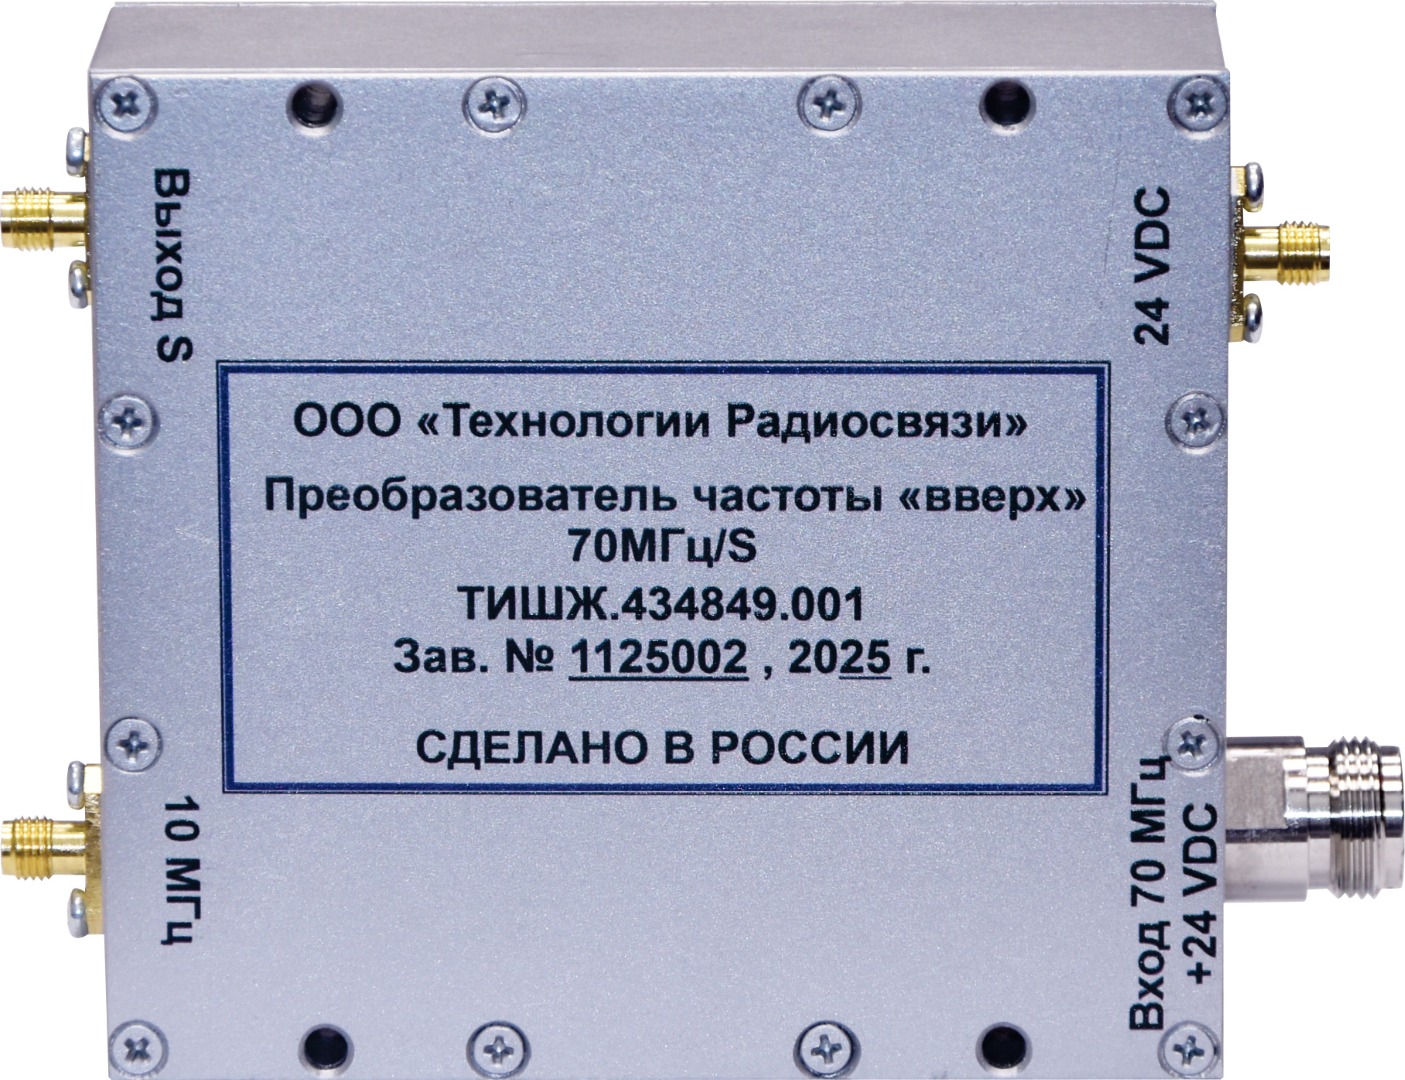 Выход S
24 VDC
ООО «Технологии Радиосвязи»
Преобразователь частоты «вверх»
70МГц/S
ТИШЖ.434849.001
Зав. № 1125002 , 2025 г.
СДЕЛАНО В РОССИИ
10 МГц
Вход 70 МГц
+24 VDC